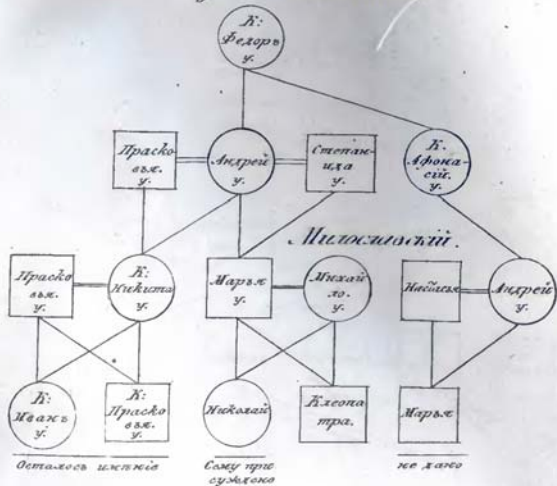 К:
Федоръ
у.
Праско
вья.
у.
Андрей
у.
Степан-
ида
у.
К.
Афона-
сій.
у.
Милославскій.
Праско
вья.
у.
К:
Никита
у.
Марья
у.
Михай
ло.
у.
Андрей
у.
К:
Иванъ
у.
К:
Праско
вья.
у.
Николай
Клеопа
тра.
Марья
Осталось имѣніе
Сему при
суждено
не дано